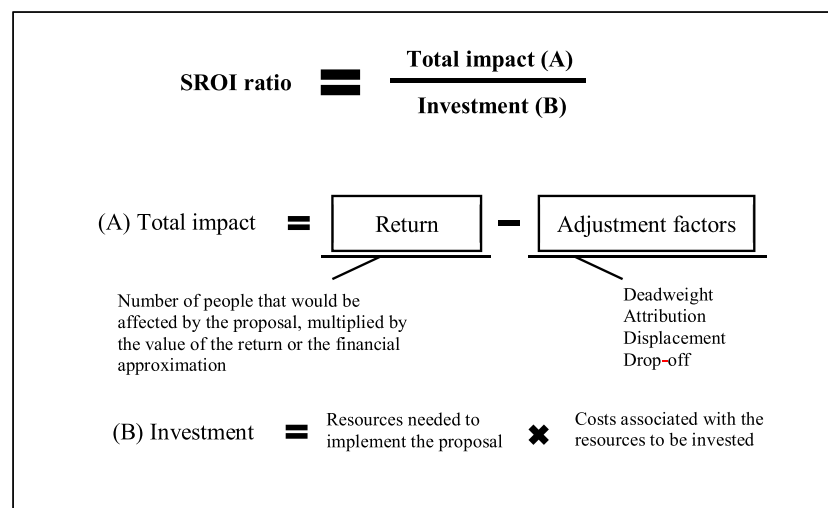 Total impact (A)
SROI ratio =
Investment (B)
(A) Total impact = Return - Adjustment factors
Number of people that would be
affected by the proposal, multiplied by
the value of the return or the financial
approximation
Deadweight
Attribution
Displacement
Drop-off
(B) Investment =
Resources needed to
implement the proposal
×
Costs associated with the
resources to be invested